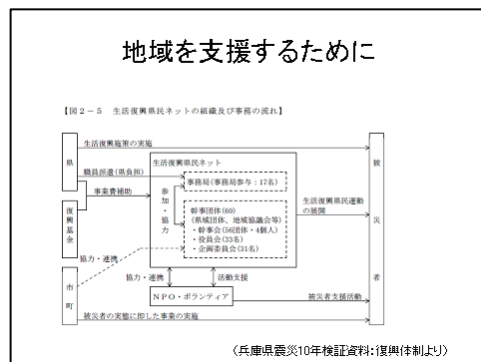 地域を支援するために
【図２－５　生活復興県民ネットの組織及び事務の流れ】
県
生活復興施策の実施
被災者
生活復興県民ネット
職員派遣(県負担)
事務局(事務局参与：17名)
事業費補助
参加・協力
生活復興県民運動
の展開
復興基金
幹事団体(60)
(県域団体、地域協議会等)
・幹事会(56団体・4個人)
・役員会(33名)
・企画委員会(31名)
協力・連携
市町
協力・連携
活動支援
ＮＰＯ・ボランティア
被災者支援活動
被災者の実態に即した事業の実施
(兵庫県震災10年検証資料：復興体制より)